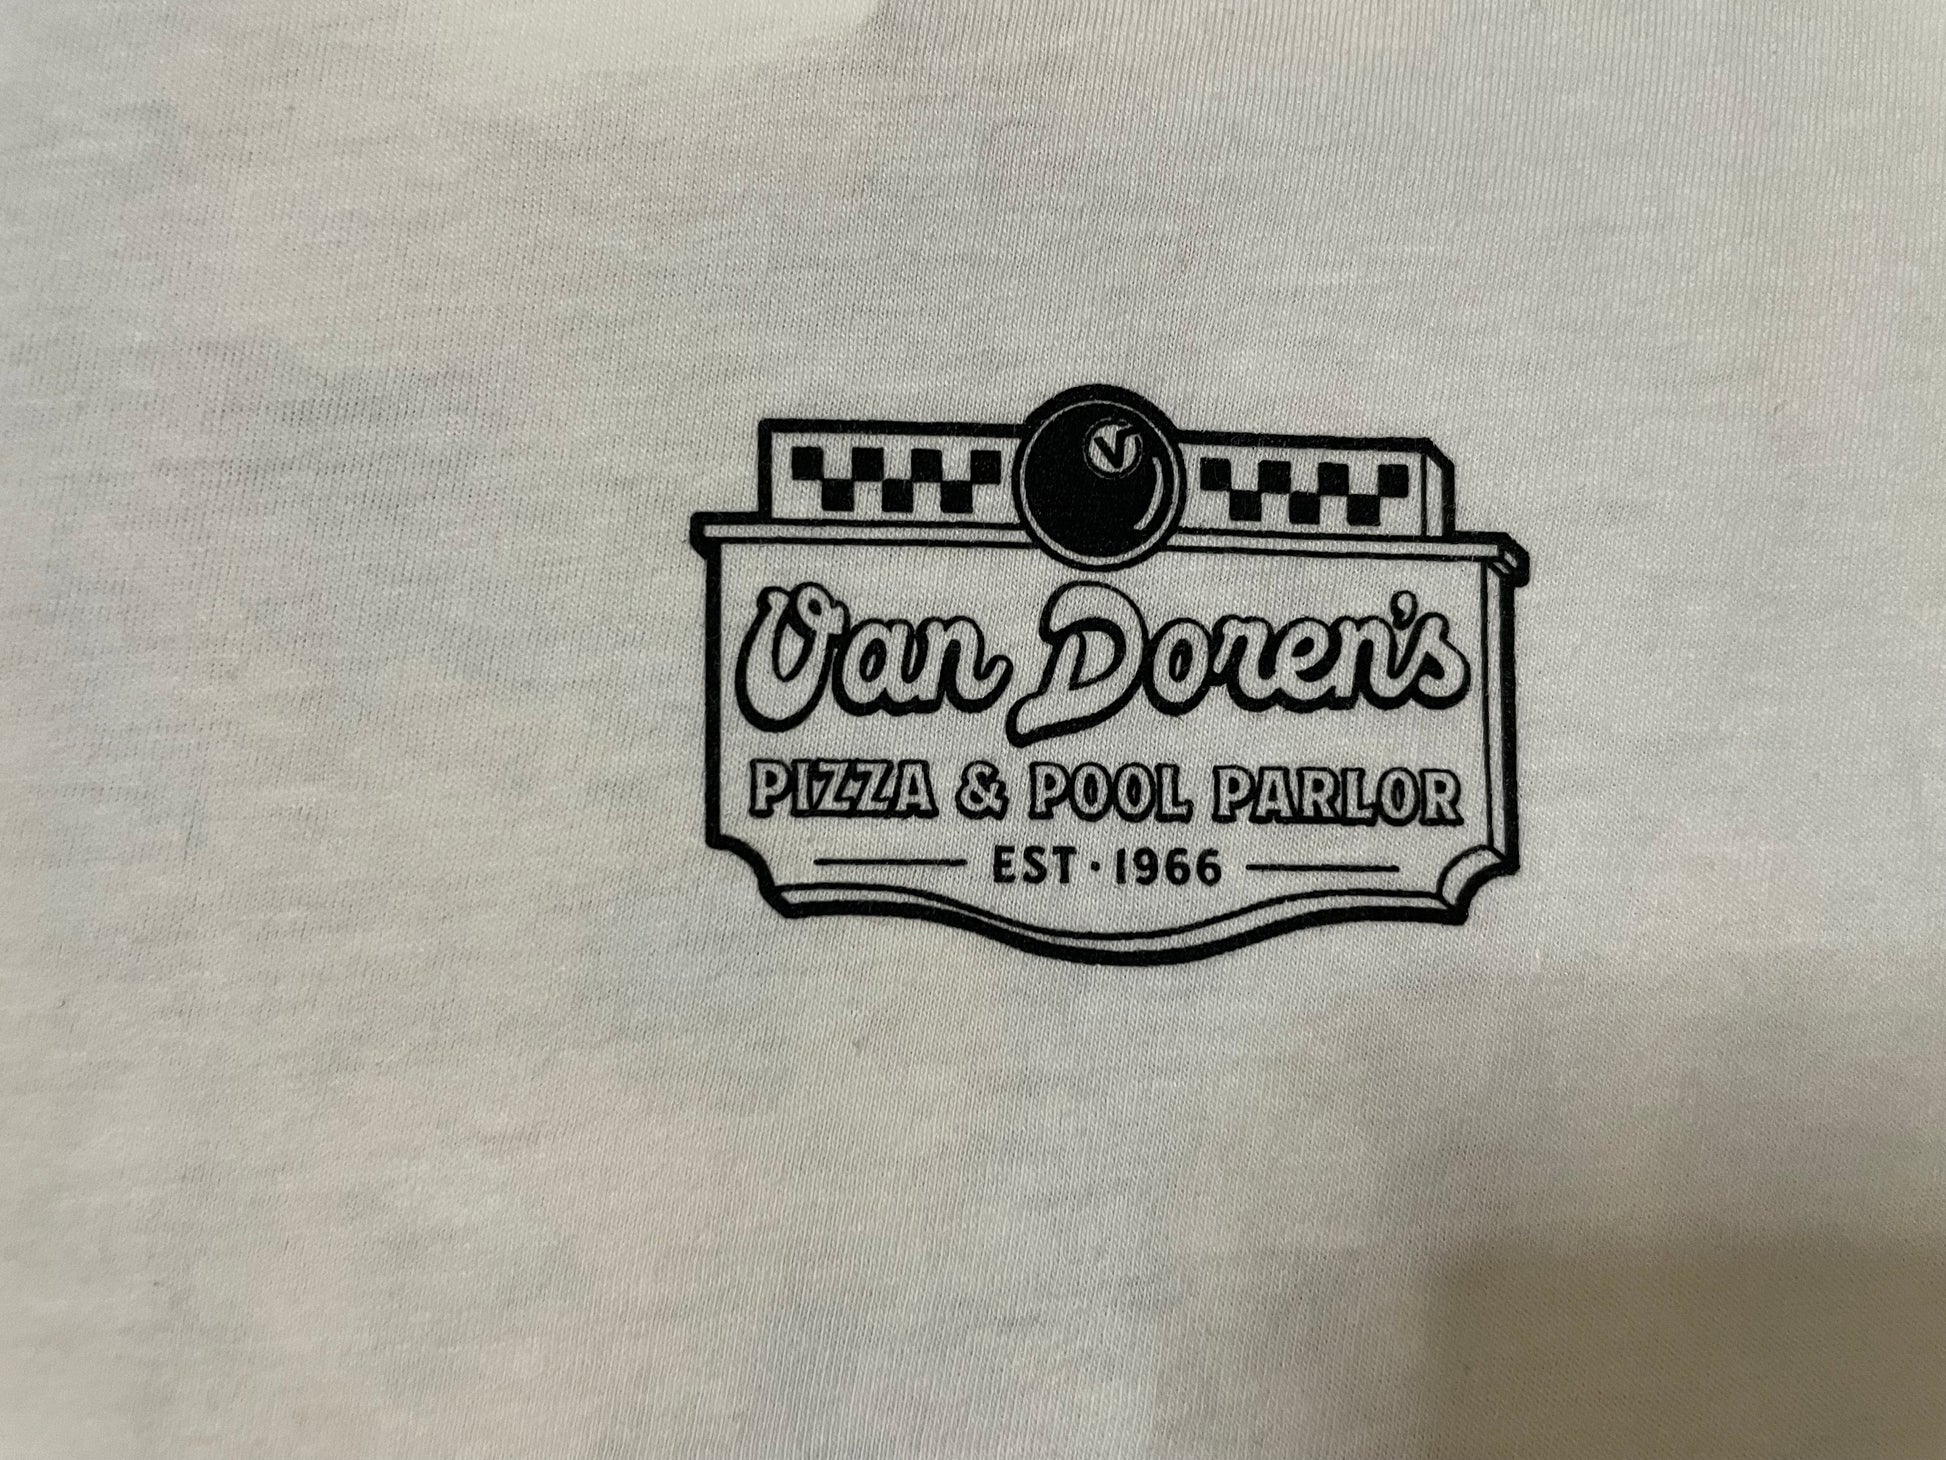 V
Van Doren's
PIZZA & POOL PARLOR
EST · 1966